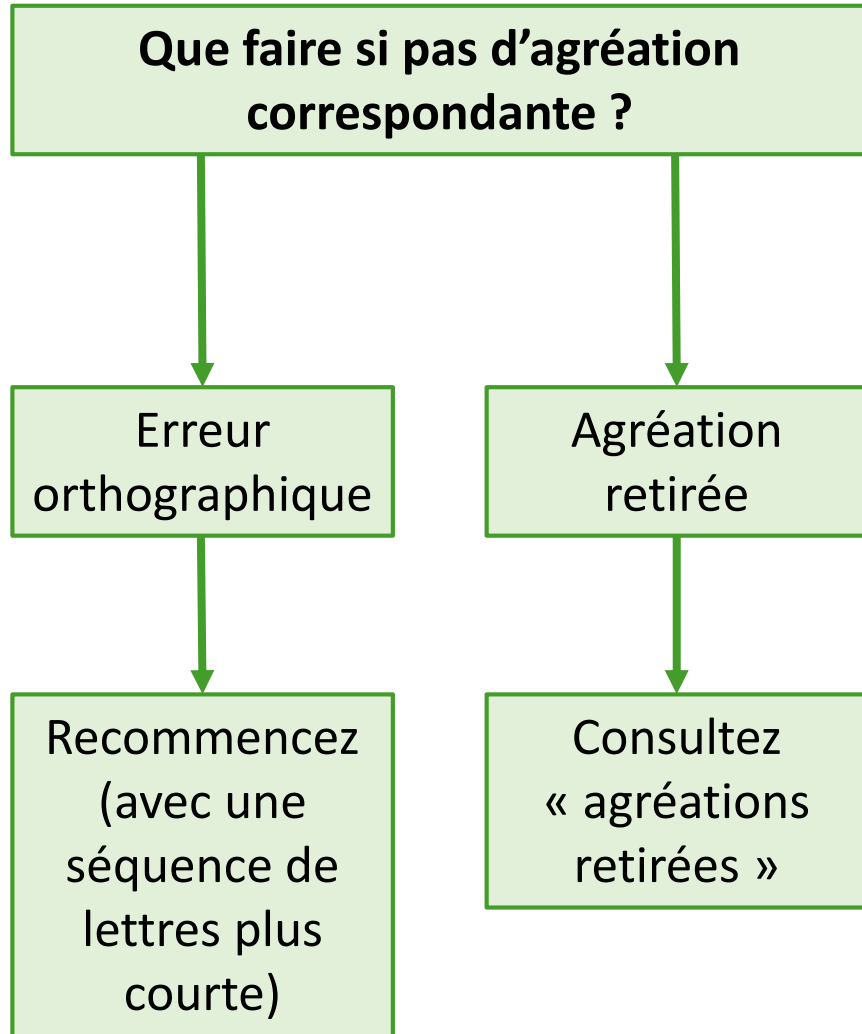 Que faire si pas d’agréation
correspondante ?
Erreur
orthographique
Agréation
retirée
Recommencez
(avec une
séquence de
lettres plus
courte)
Consultez
« agréations
retirées »